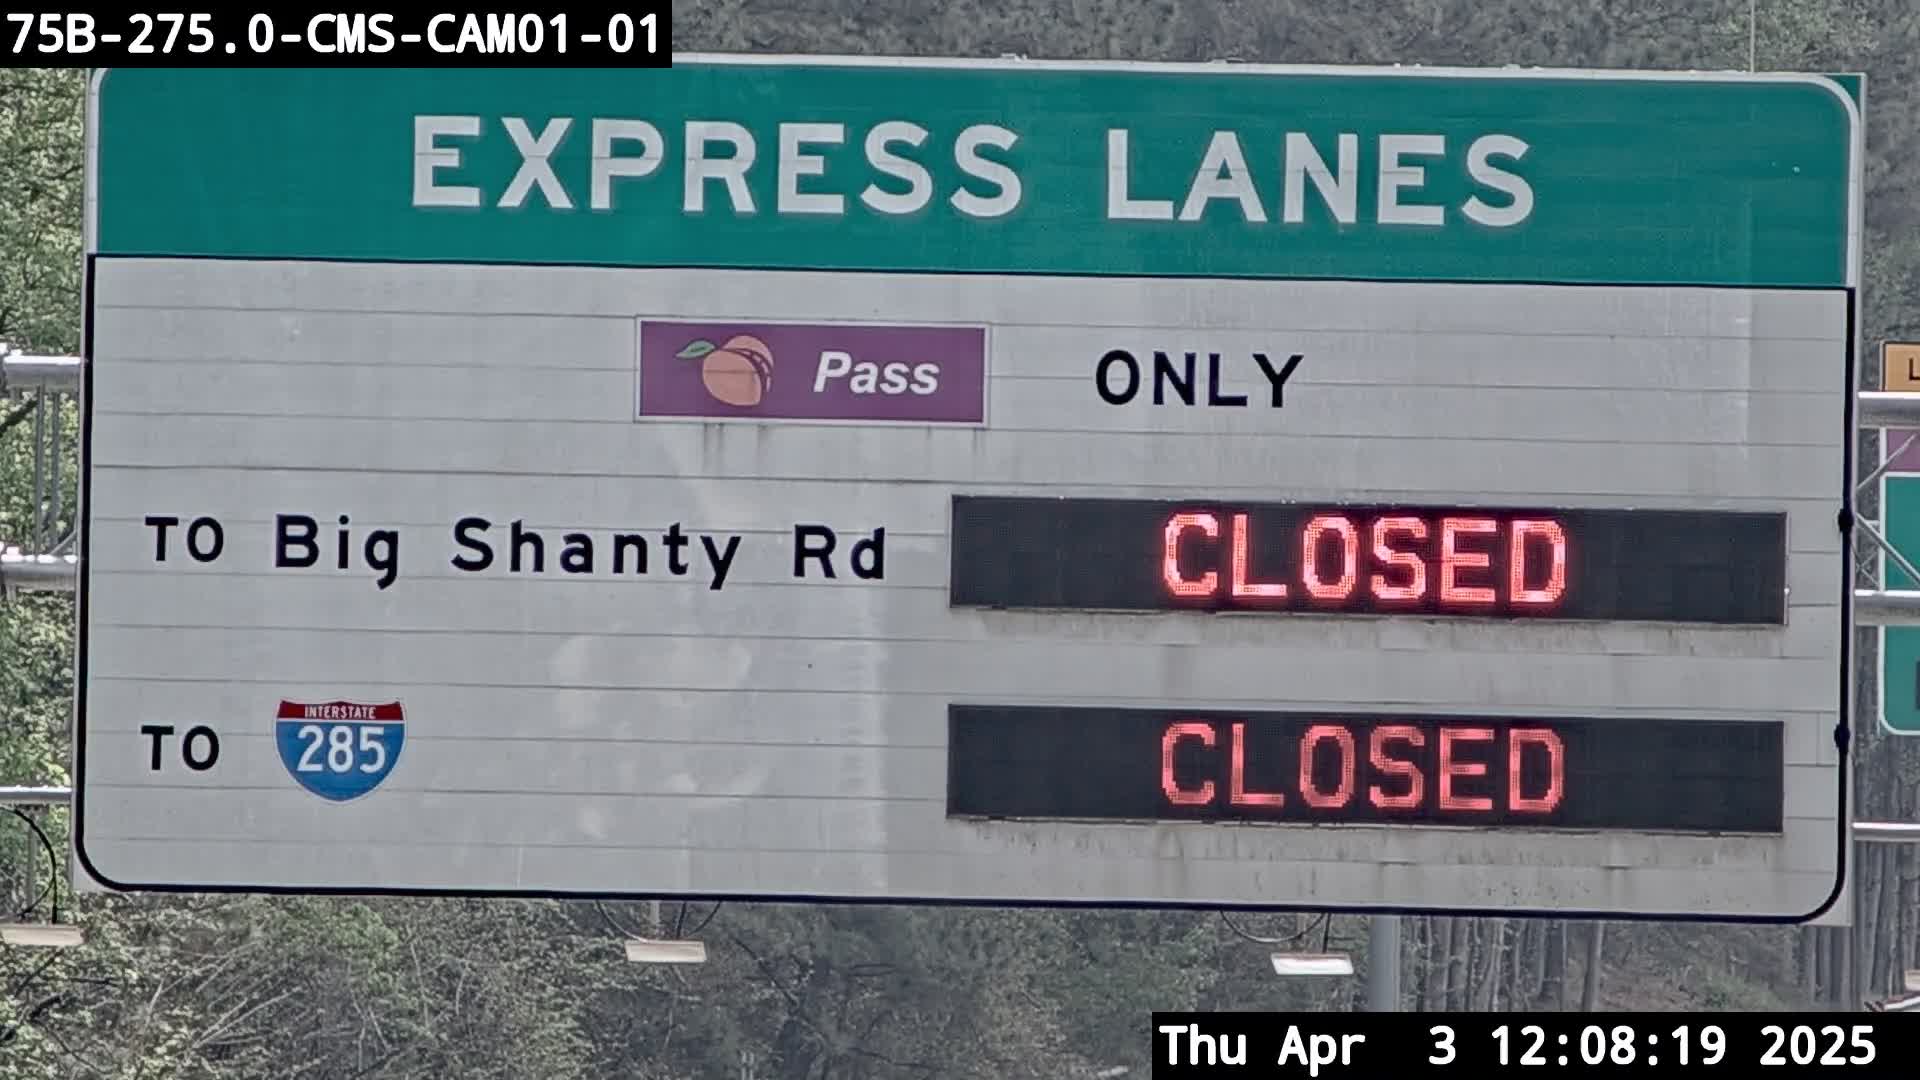 75B-275.0-CMS-CAM01-01
EXPRESS LANES
Pass ONLY
TO Big Shanty Rd CLOSED
TO INTERSTATE 285 CLOSED
Thu Apr 3 12:08:19 2025